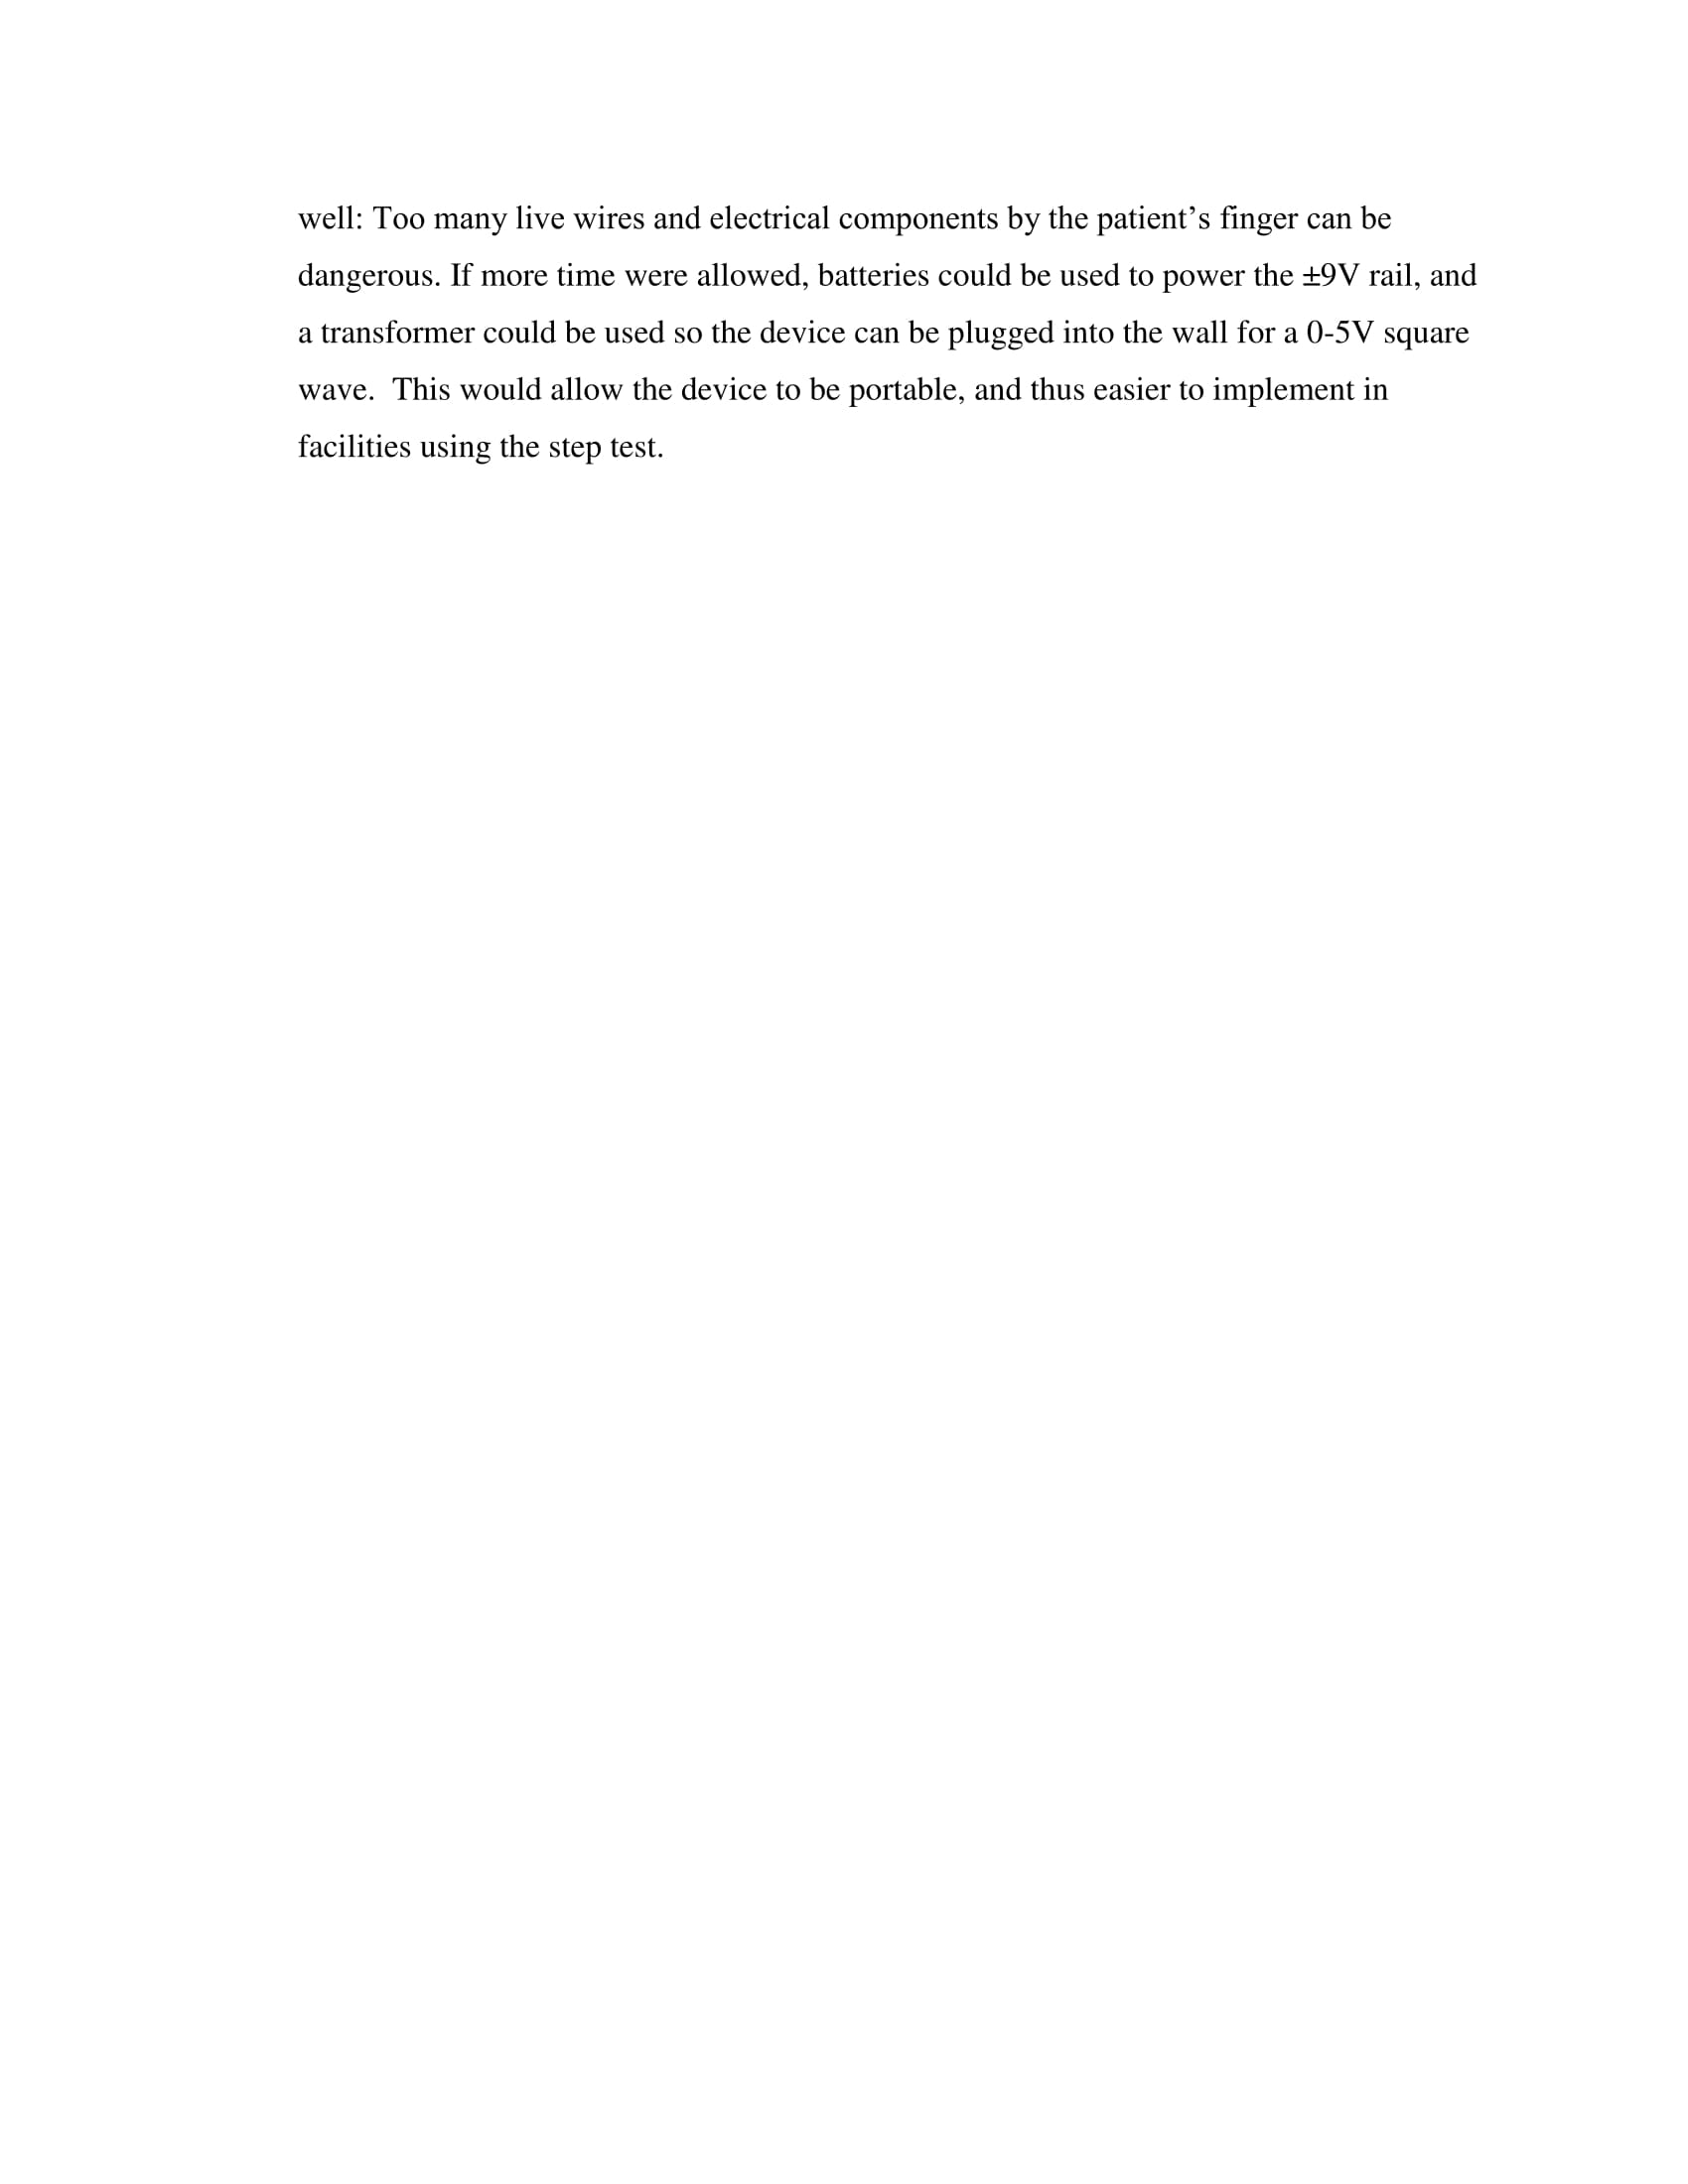 well: Too many live wires and electrical components by the patient’s finger can be
dangerous. If more time were allowed, batteries could be used to power the ±9V rail, and
a transformer could be used so the device can be plugged into the wall for a 0-5V square
wave.  This would allow the device to be portable, and thus easier to implement in
facilities using the step test.